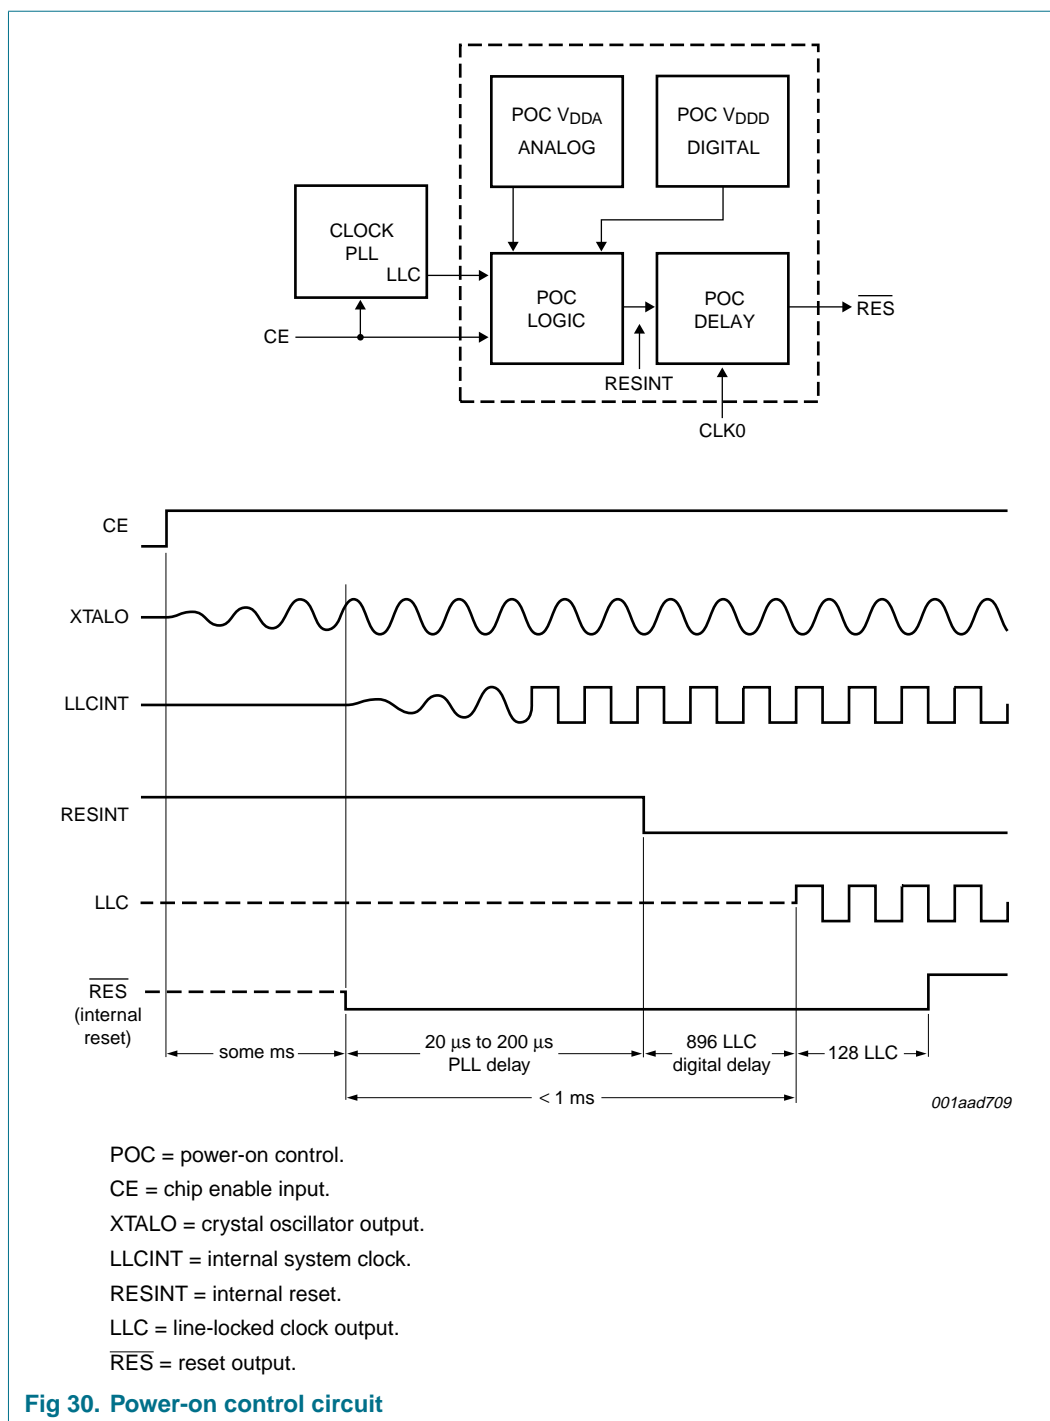 POC VDDA
ANALOG
POC VDDD
DIGITAL
CLOCK
PLL
LLC
POC
LOGIC
POC
DELAY
RES
CE
RESINT
CLK0
CE
XTALO
LLCINT
RESINT
LLC
RES
(internal
reset)
some ms
20 μs to 200 μs
PLL delay
896 LLC
digital delay
128 LLC
< 1 ms
001aad709
POC = power-on control.
CE = chip enable input.
XTALO = crystal oscillator output.
LLCINT = internal system clock.
RESINT = internal reset.
LLC = line-locked clock output.
RES = reset output.
Fig 30. Power-on control circuit